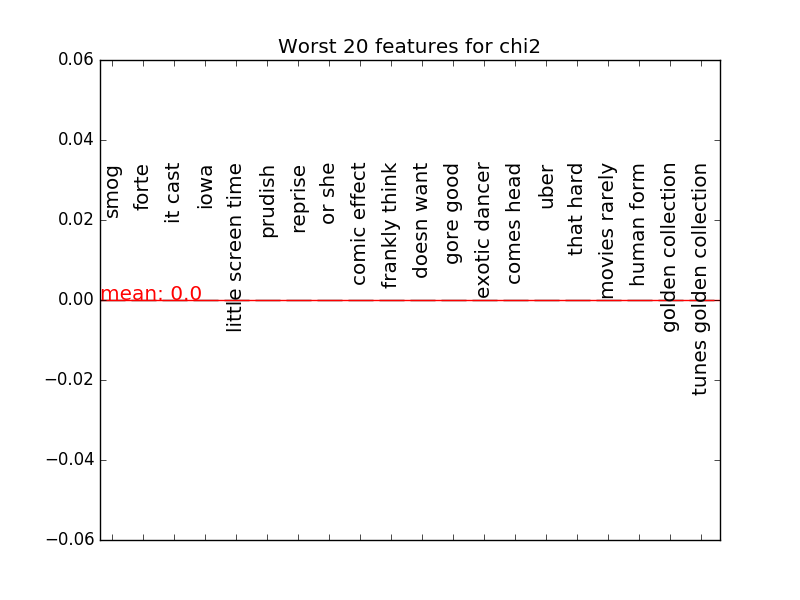 Worst 20 features for chi2
0.06
0.04
0.02
0.00
−0.02
−0.04
−0.06
mean: 0.0
smog
forte
it cast
iowa
little screen time
prudish
reprise
or she
comic effect
frankly think
doesn want
gore good
exotic dancer
comes head
uber
that hard
movies rarely
human form
golden collection
tunes golden collection